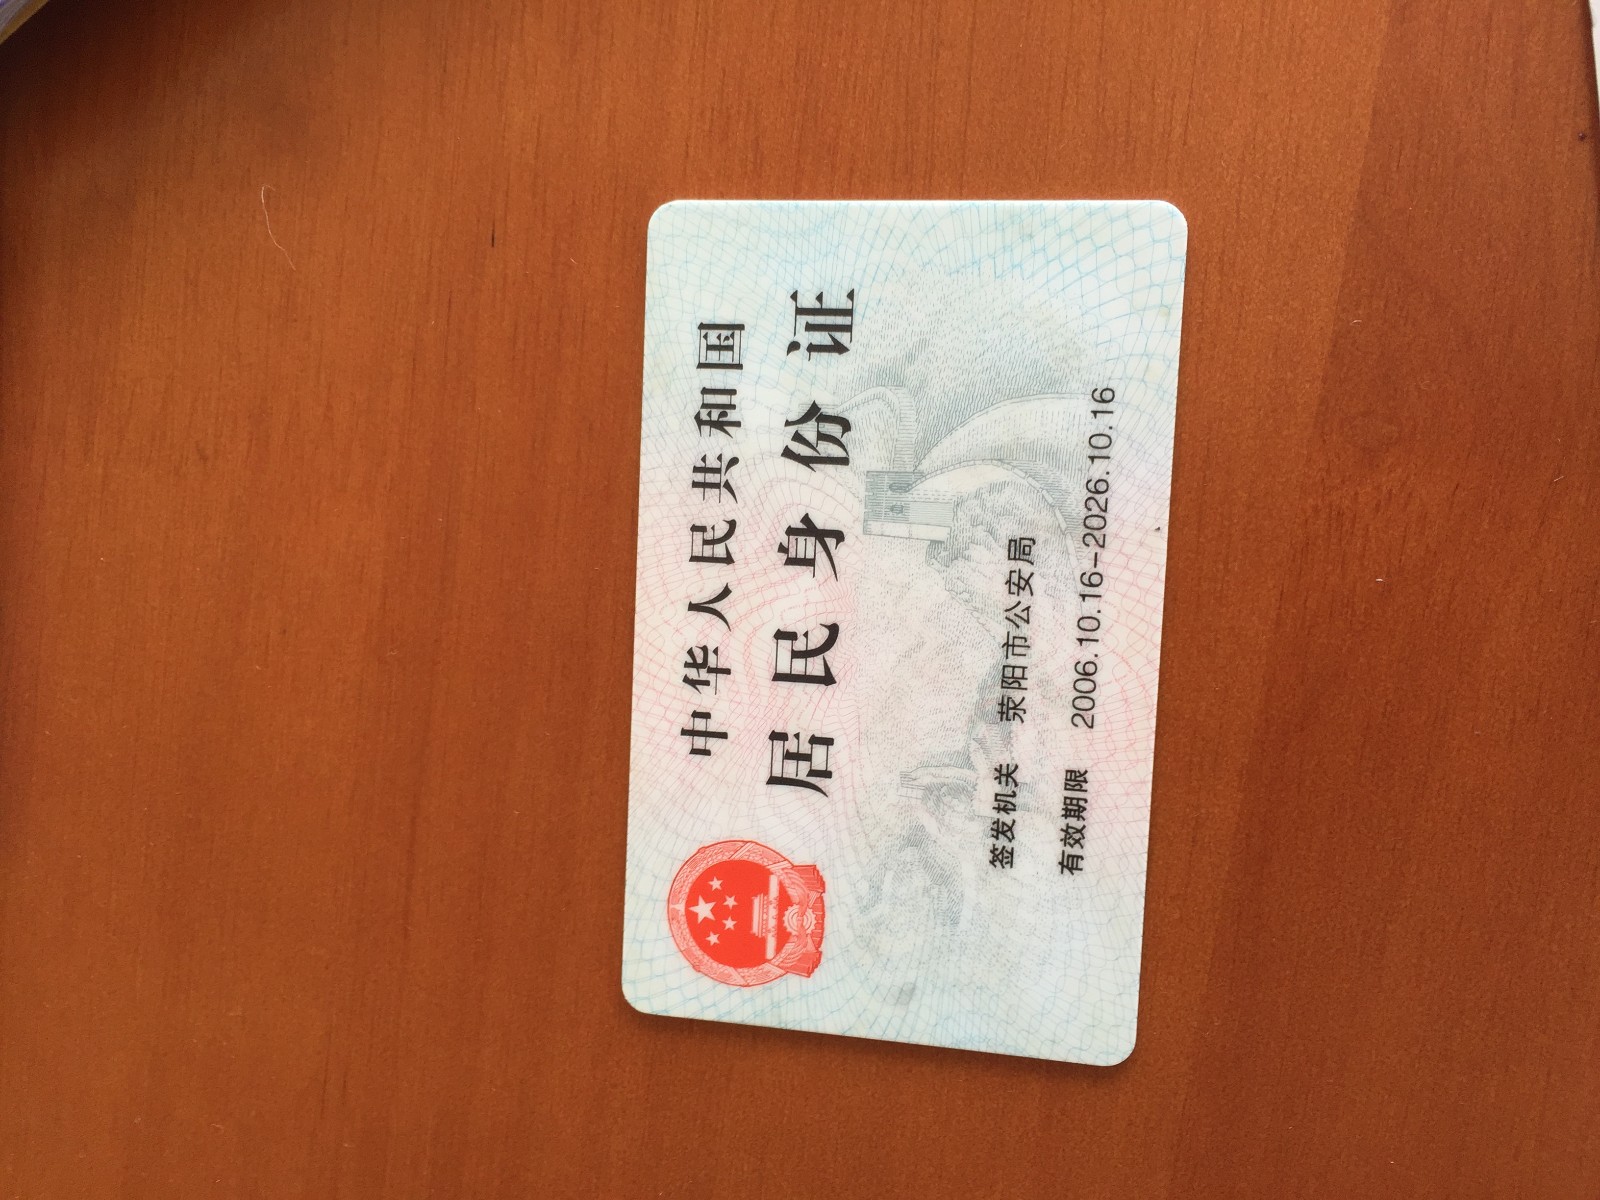 中华人民共和国
居民身份证
签发机关 荥阳市公安局
有效期限 2006.10.16-2026.10.16